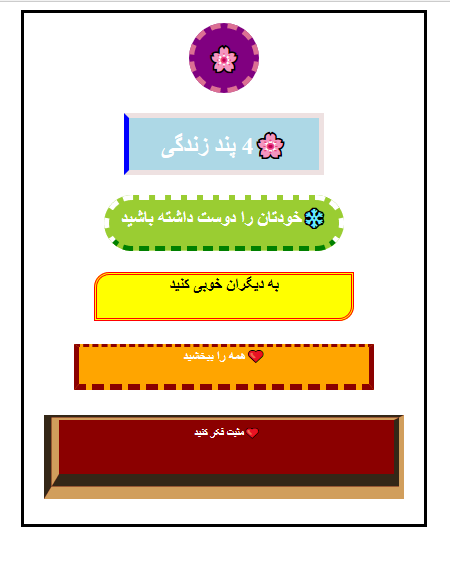 🌸
🌸4 پند زندگی
❄خودتان را دوست داشته باشید
به دیگران خوبی کنید
❤همه را ببخشید
❤مثبت فکر کنید